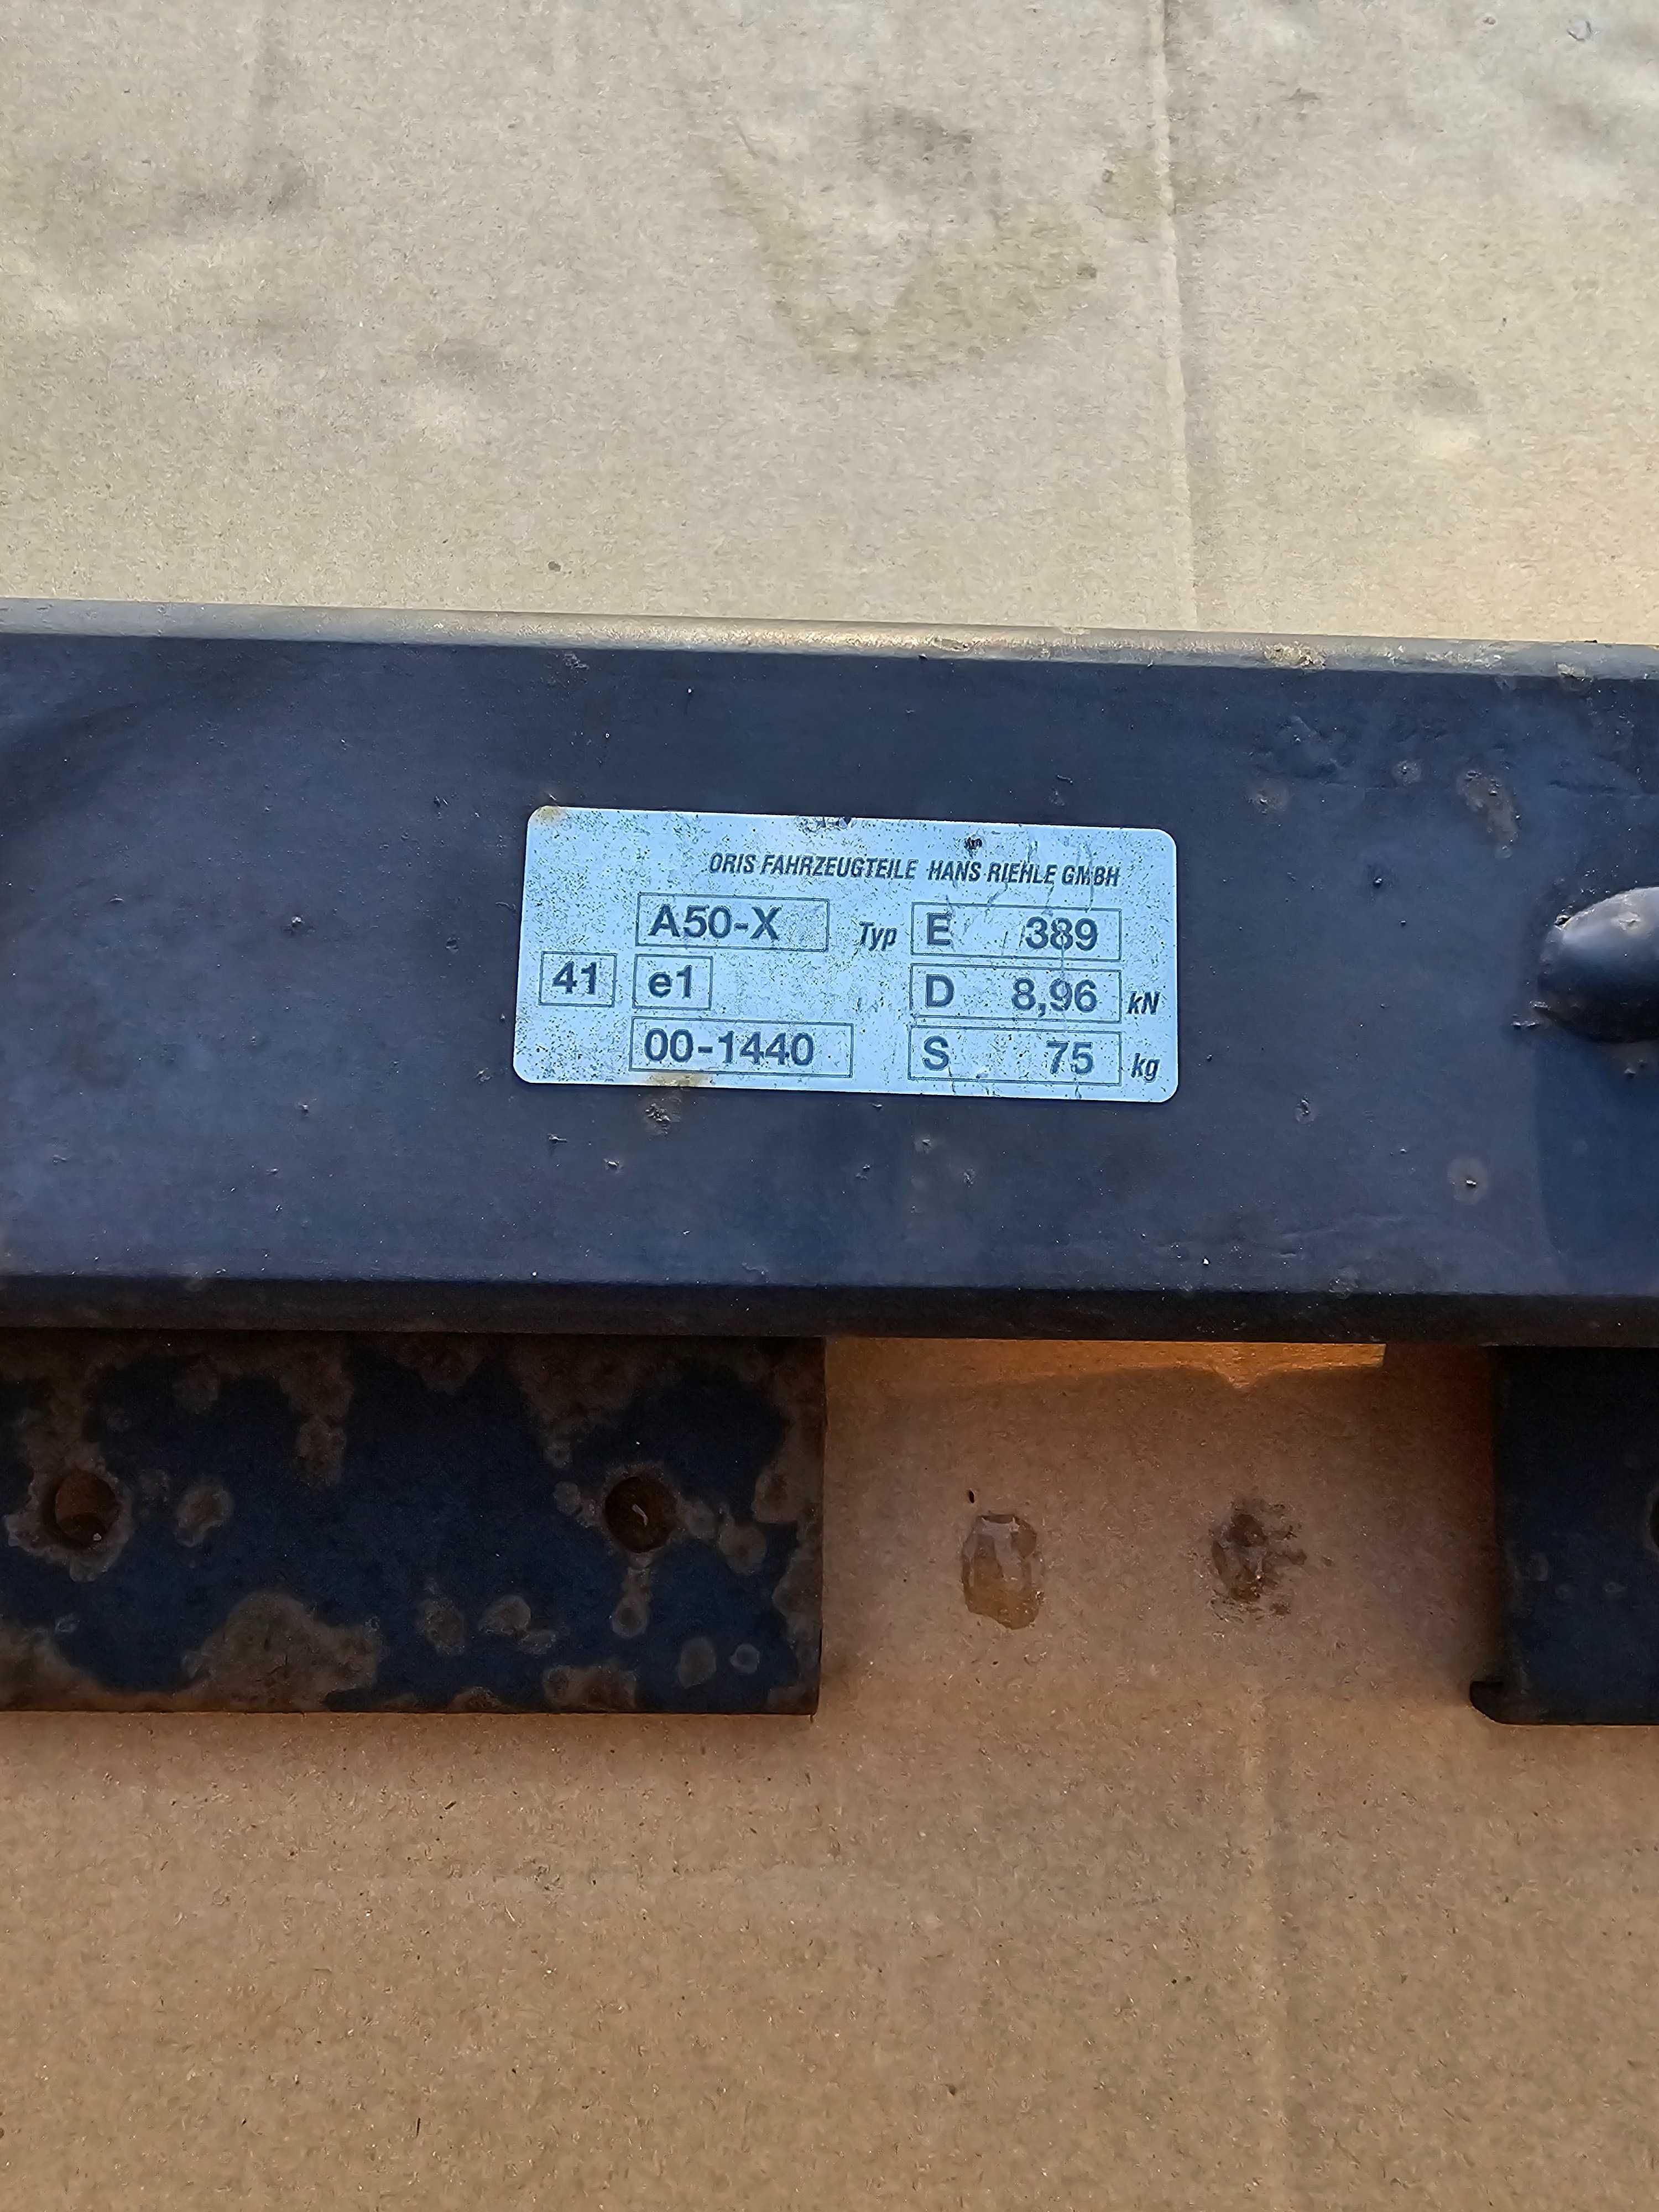 ORIS FAHRZEUGTEILE HANS RIEHLE GMBH
A50-X Typ E 389
41 e1 D 8,96 kN
00-1440 S 75 kg